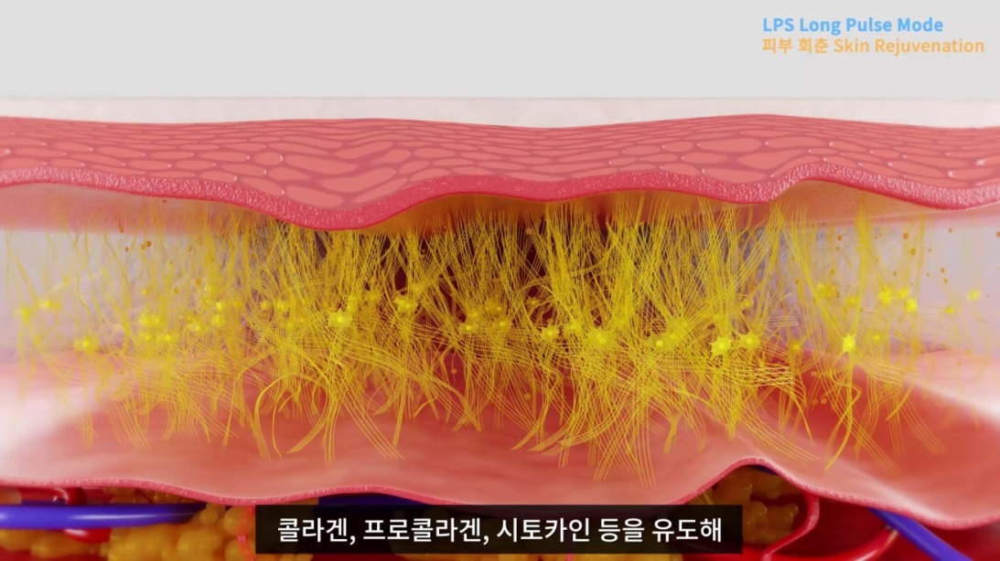 LPS Long Pulse Mode
피부 회춘 Skin Rejuvenation
콜라겐, 프로콜라겐, 시토카인 등을 유도해